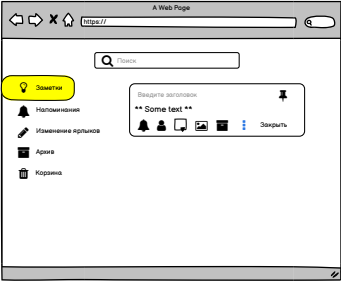 A Web Page
https://
Поиск
Заметки
Напоминания
Изменение ярлыков
Архив
Корзина
Введите заголовок
** Some text **
Закрыть